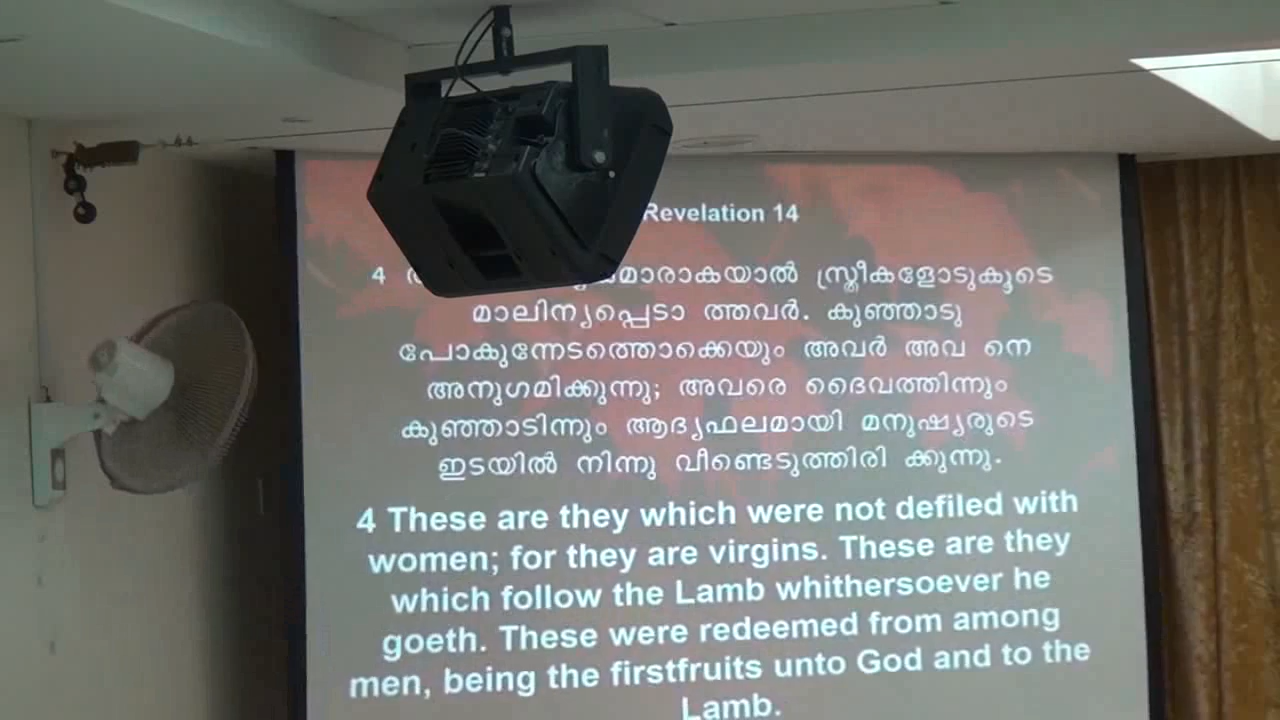 Revelation 14
4 സ്ത്രീകളോടുകൂടെ
മാലിന്യപ്പെടാ ത്തവർ. കുഞ്ഞാടു
പോകുന്നേടത്തൊക്കെയും അവർ അവ നെ
അനുഗമിക്കുന്നു; അവരെ ദൈവത്തിന്നും
കുഞ്ഞാടിന്നും ആദ്യഫലമായി മനുഷ്യരുടെ
ഇടയിൽ നിന്നു വീണ്ടെടുത്തിരി ക്കുന്നു.
4 These are they which were not defiled with
women; for they are virgins. These are they
which follow the Lamb whithersoever he
goeth. These were redeemed from among
men, being the firstfruits unto God and to the
Lamb.